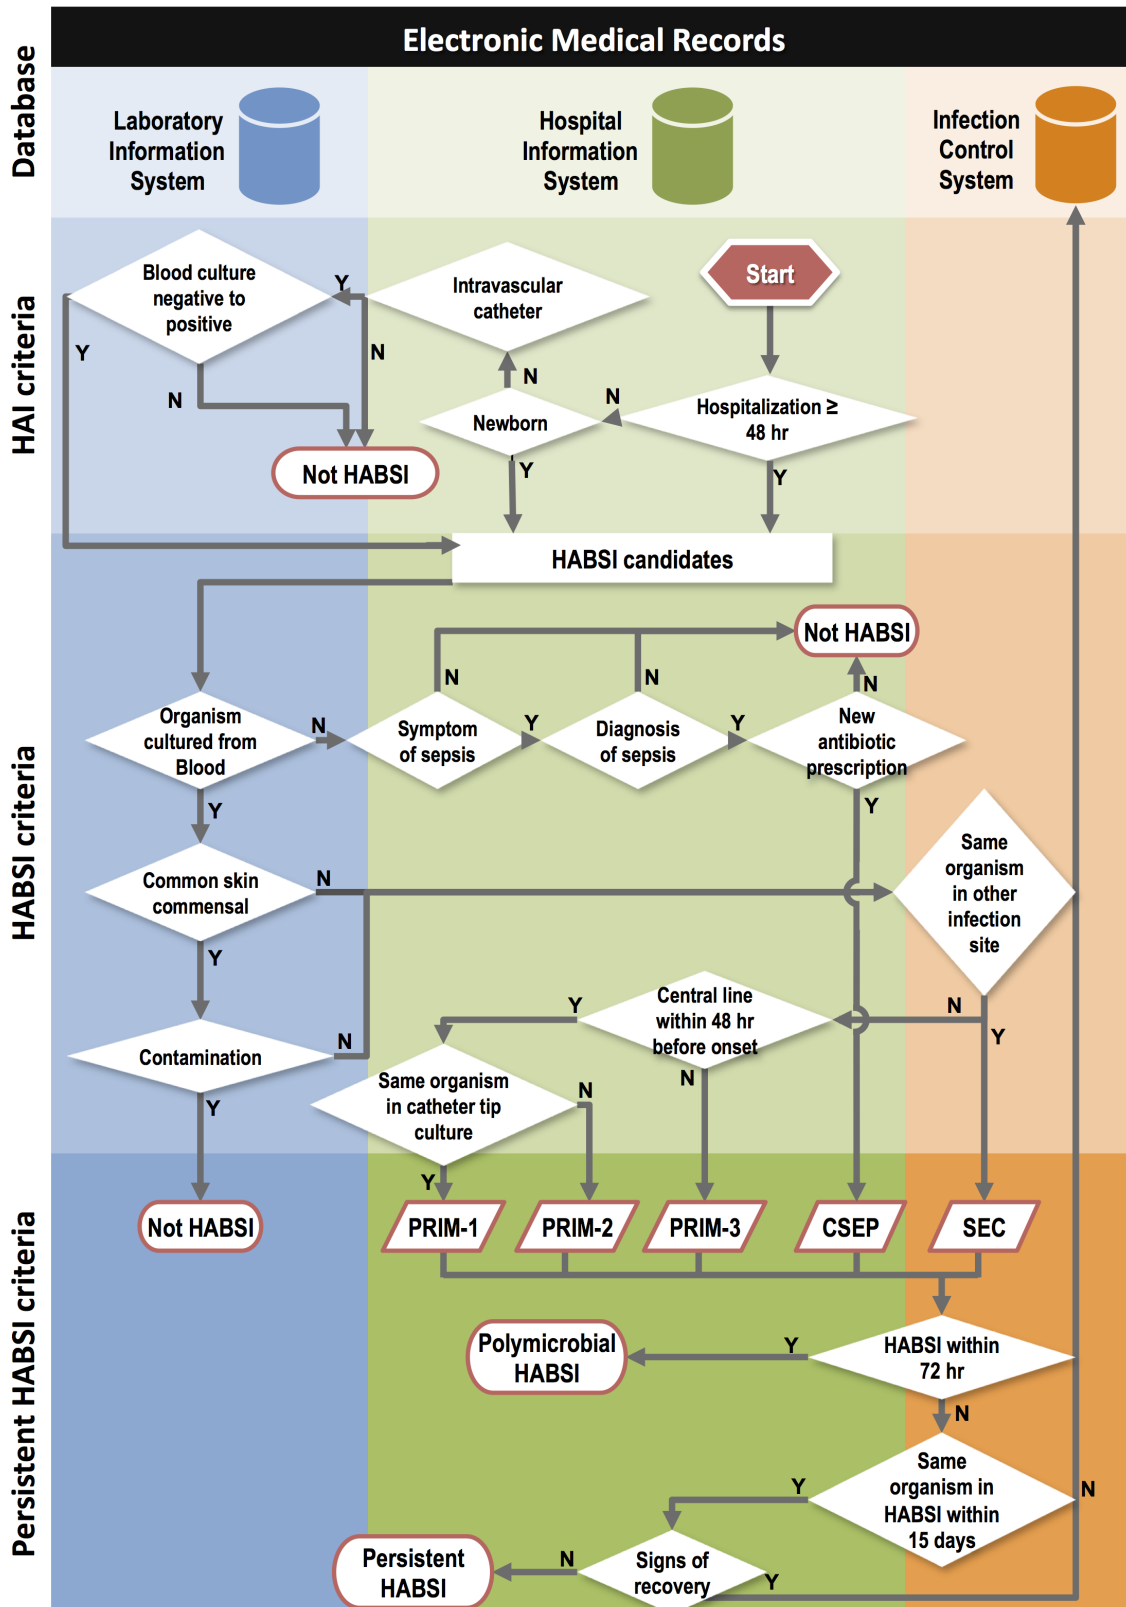 Electronic Medical Records
Database
Laboratory
Information
System
Hospital
Information
System
Infection
Control
System
HAI criteria
Blood culture
negative to
positive
Y
Intravascular
catheter
Start
Y
N
N
N
N
Newborn
Hospitalization ≥
48 hr
Not HABSI
Y
Y
HABSI candidates
HABSI criteria
Not HABSI
N
N
N
Organism
cultured from
Blood
N
Symptom
of sepsis
Y
Diagnosis
of sepsis
Y
New
antibiotic
prescription
Y
Y
Same
organism
in other
infection
site
Common skin
commensal
N
Y
Central line
within 48 hr
before onset
Y
N
Y
Contamination
N
Same organism
in catheter tip
culture
N
N
Y
Y
Persistent HABSI criteria
Not HABSI
PRIM-1
PRIM-2
PRIM-3
CSEP
SEC
Polymicrobial
HABSI
Y
HABSI within
72 hr
N
Same
organism in
HABSI within
15 days
Y
N
Persistent
HABSI
N
Signs of
recovery
Y